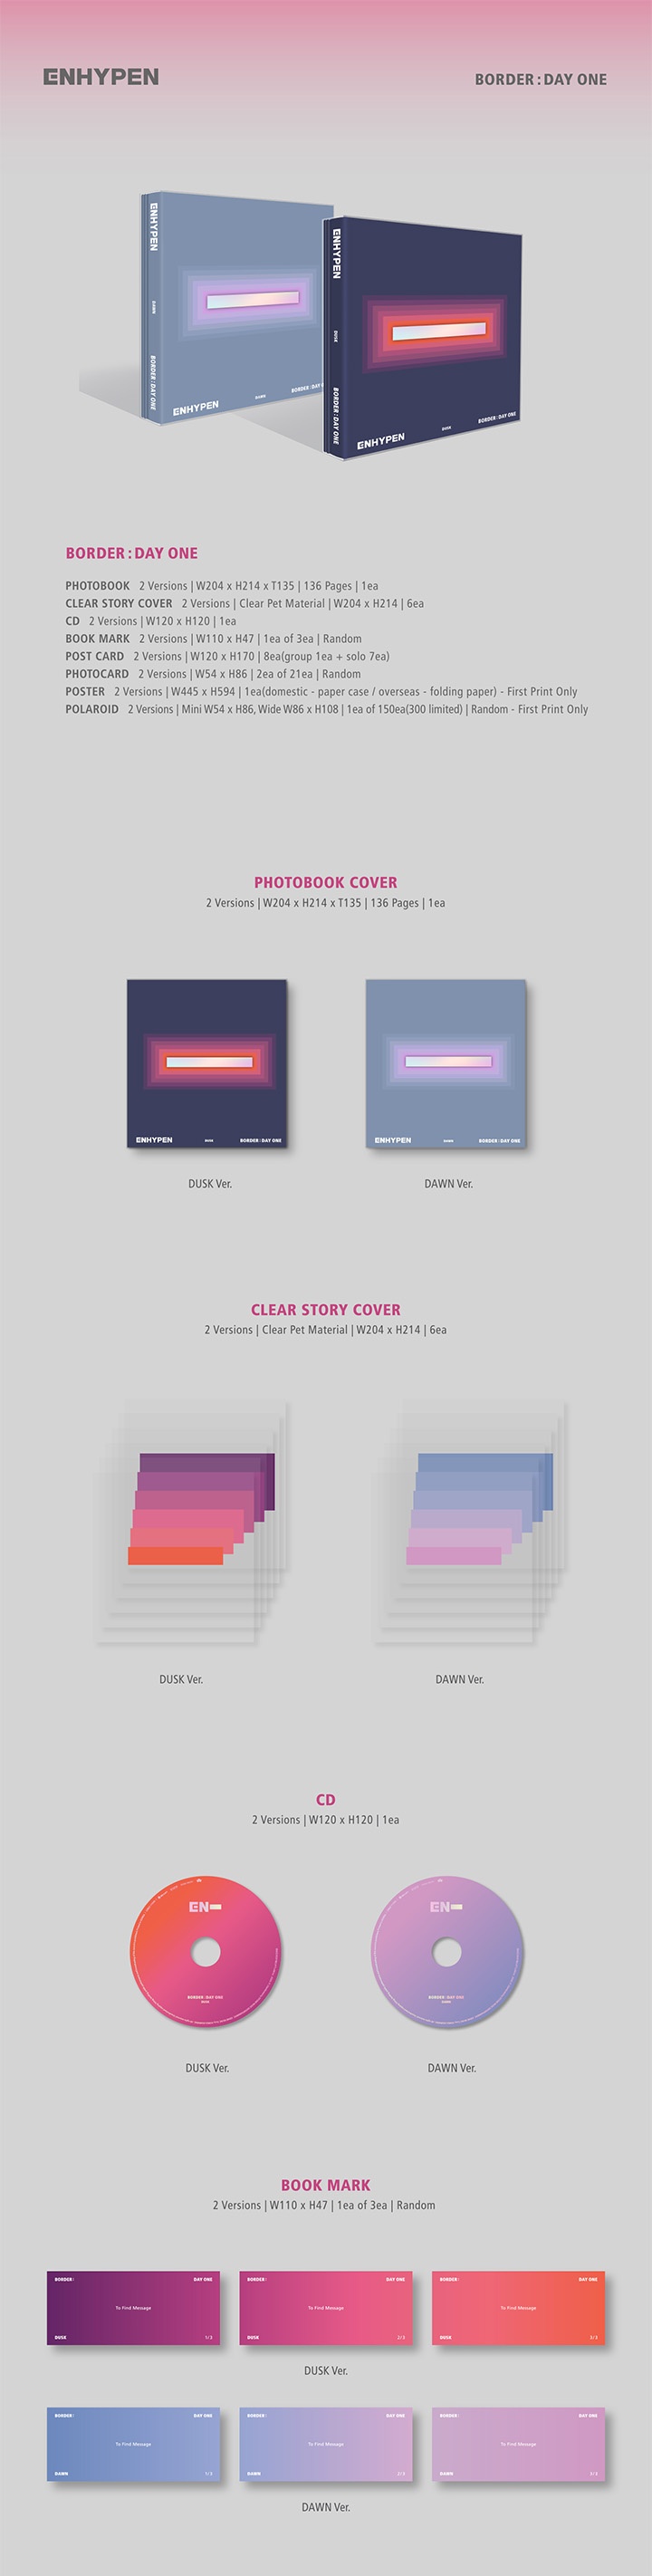 ENHYPEN
BORDER : DAY ONE
ENHYPEN
DAWN
BORDER : DAY ONE
ENHYPEN
DAWN
BORDER : DAY O
ENHYPEN
DUSK
BORDER : DAY ONE
ENHYPEN
DUSK
BORDER : DAY ONE
BORDER : DAY ONE
PHOTOBOOK 2 Versions | W204 x H214 x T135 | 136 Pages | 1ea
CLEAR STORY COVER 2 Versions | Clear Pet Material | W204 x H214 | 6ea
CD 2 Versions | W120 x H120 | 1ea
BOOK MARK 2 Versions | W110 x H47 | 1ea of 3ea | Random
POST CARD 2 Versions | W120 x H170 | 8ea(group 1ea + solo 7ea)
PHOTOCARD 2 Versions | W54 x H86 | 2ea of 21ea | Random
POSTER 2 Versions | W445 x H594 | 1ea(domestic - paper case / overseas - folding paper) - First Print Only
POLAROID 2 Versions | Mini W54 x H86, Wide W86 x H108 | 1ea of 150ea(300 limited) | Random - First Print Only
PHOTOBOOK COVER
2 Versions | W204 x H214 x T135 | 136 Pages | 1ea
ENHYPEN DUSK BORDER : DAY ONE
ENHYPEN DAWN BORDER : DAY ONE
DUSK Ver.
DAWN Ver.
CLEAR STORY COVER
2 Versions | Clear Pet Material | W204 x H214 | 6ea
DUSK Ver.
DAWN Ver.
CD
2 Versions | W120 x H120 | 1ea
EN-
BORDER : DAY ONE
DUSK
EN-
BORDER : DAY ONE
DAWN
DUSK Ver.
DAWN Ver.
BOOK MARK
2 Versions | W110 x H47 | 1ea of 3ea | Random
BORDER : DAY ONE
To Find Message
DUSK 1/3
BORDER : DAY ONE
To Find Message
DUSK 2/3
BORDER : DAY ONE
To Find Message
DUSK 3/3
DUSK Ver.
BORDER : DAY ONE
To Find Message
DAWN 1/3
BORDER : DAY ONE
To Find Message
DAWN 2/3
BORDER : DAY ONE
To Find Message
DAWN 3/3
DAWN Ver.